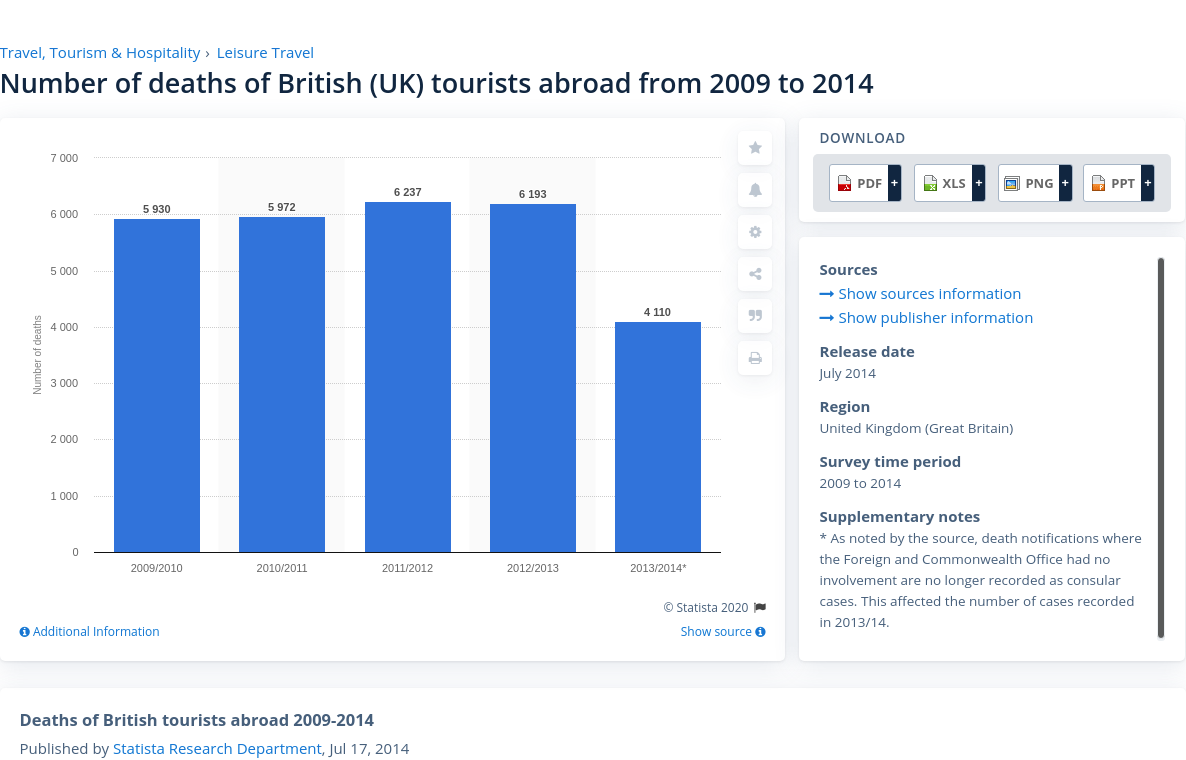 Travel, Tourism & Hospitality › Leisure Travel
Number of deaths of British (UK) tourists abroad from 2009 to 2014
7 000
6 000
5 000
4 000
3 000
2 000
1 000
0
Number of deaths
5 930
5 972
6 237
6 193
4 110
2009/2010
2010/2011
2011/2012
2012/2013
2013/2014*
© Statista 2020
Additional Information
Show source
DOWNLOAD
PDF + XLS + PNG + PPT +
Sources
Show sources information
Show publisher information
Release date
July 2014
Region
United Kingdom (Great Britain)
Survey time period
2009 to 2014
Supplementary notes
* As noted by the source, death notifications where
the Foreign and Commonwealth Office had no
involvement are no longer recorded as consular
cases. This affected the number of cases recorded
in 2013/14.
Deaths of British tourists abroad 2009-2014
Published by Statista Research Department, Jul 17, 2014